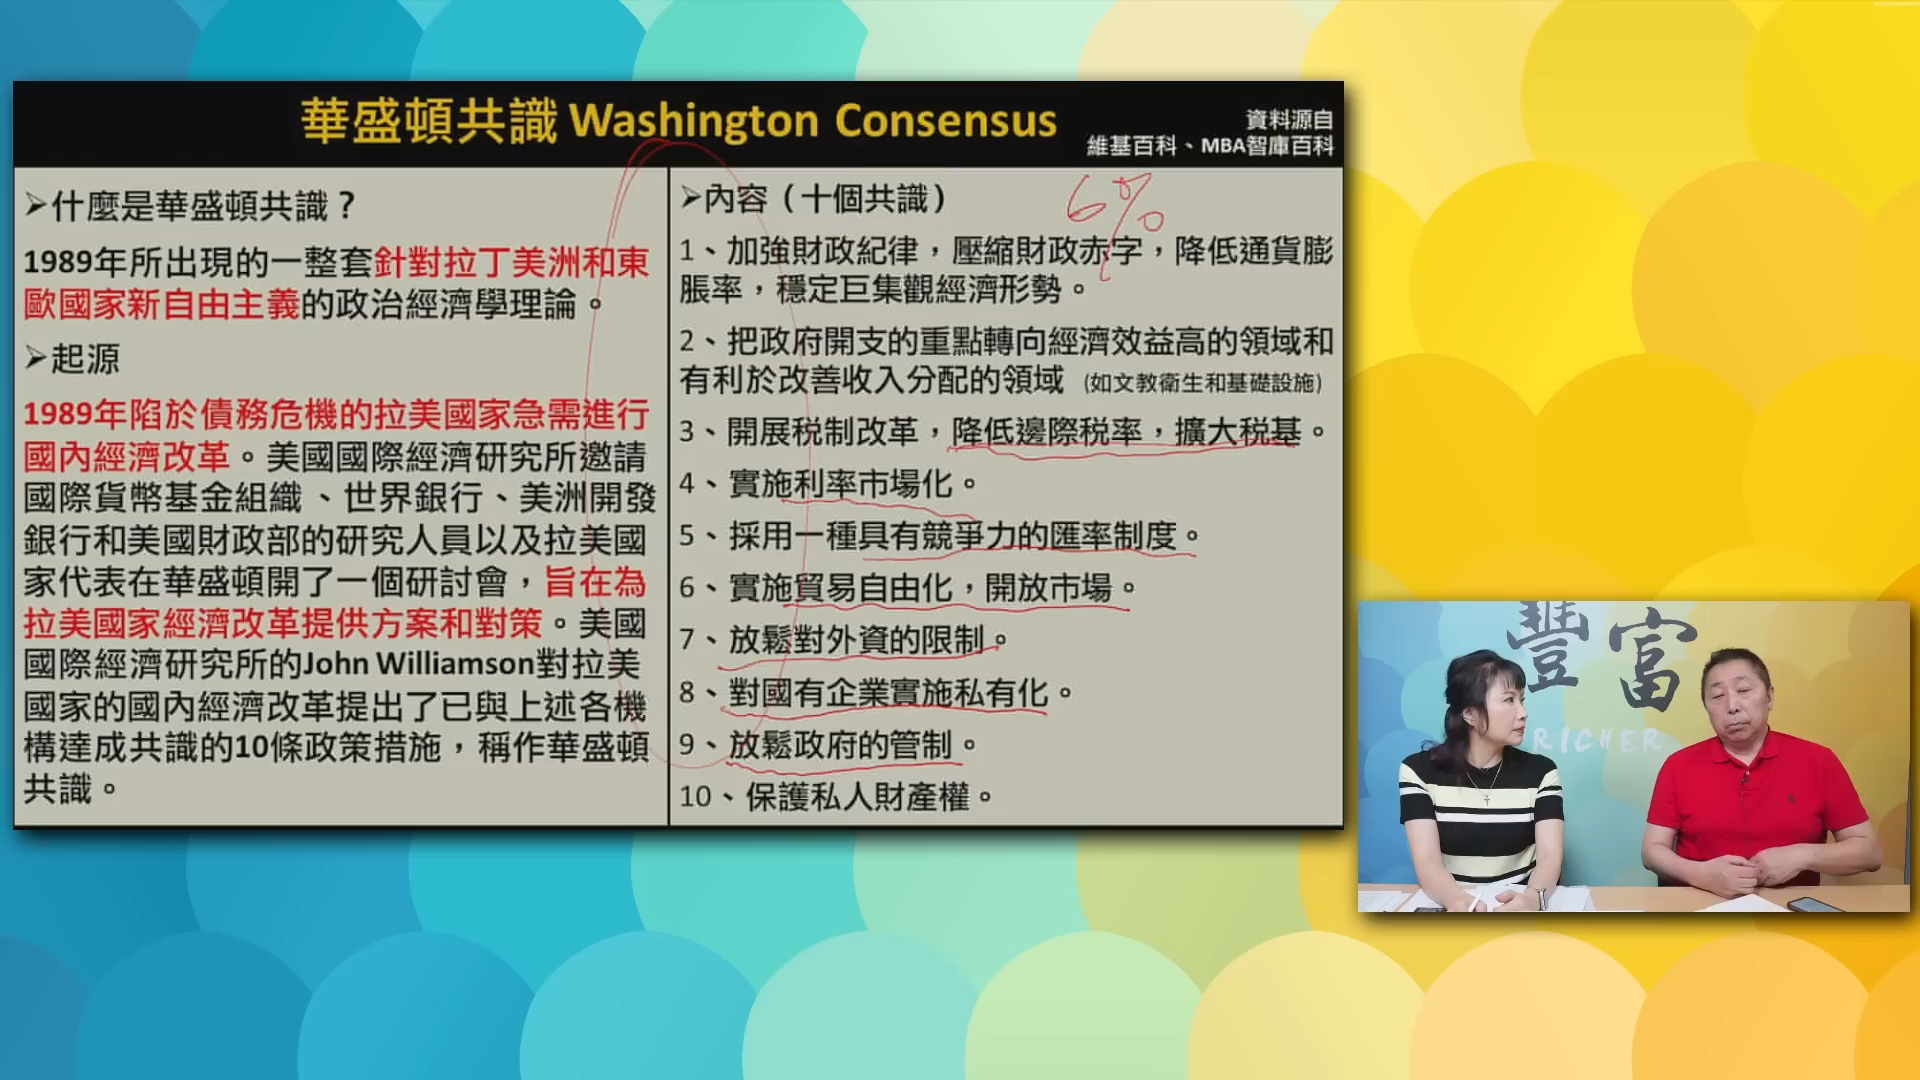 華盛頓共識 Washington Consensus
資料源自
維基百科、MBA智庫百科
➢什麼是華盛頓共識？
1989年所出現的一整套針對拉丁美洲和東
歐國家新自由主義的政治經濟學理論。
➢起源
1989年陷於債務危機的拉美國家急需進行
國內經濟改革。美國國際經濟研究所邀請
國際貨幣基金組織、世界銀行、美洲開發
銀行和美國財政部的研究人員以及拉美國
家代表在華盛頓開了一個研討會，旨在為
拉美國家經濟改革提供方案和對策。美國
國際經濟研究所的John Williamson對拉美
國家的國內經濟改革提出了已與上述各機
構達成共識的10條政策措施，稱作華盛頓
共識。
➢內容（十個共識）
6%
1、加強財政紀律，壓縮財政赤字，降低通貨膨
脹率，穩定巨集觀經濟形勢。
2、把政府開支的重點轉向經濟效益高的領域和
有利於改善收入分配的領域 (如文教衛生和基礎設施)
3、開展稅制改革，降低邊際稅率，擴大稅基。
4、實施利率市場化。
5、採用一種具有競爭力的匯率制度。
6、實施貿易自由化，開放市場。
7、放鬆對外資的限制。
8、對國有企業實施私有化。
9、放鬆政府的管制。
10、保護私人財產權。
豐富
RICHER